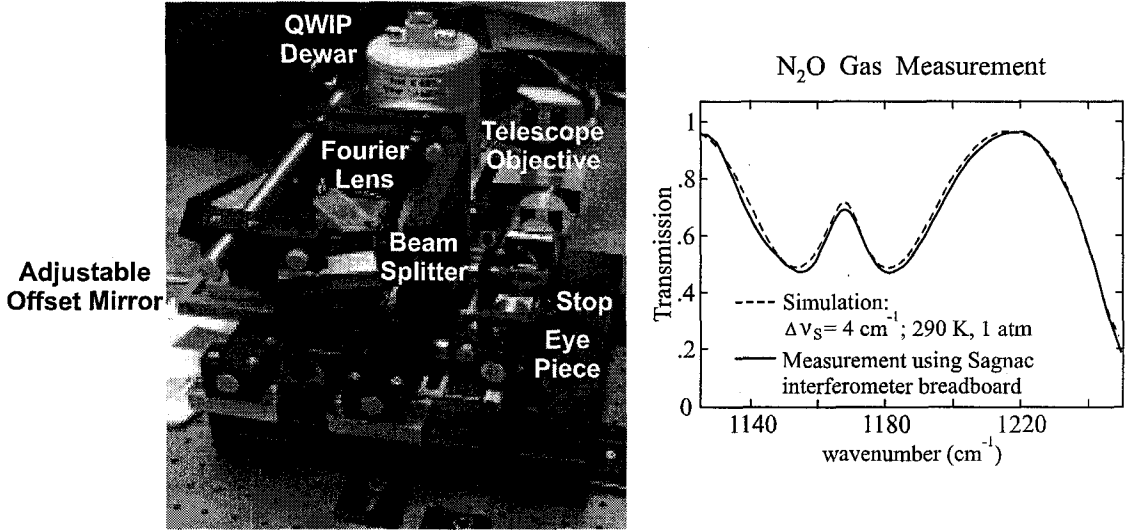 QWIP
Dewar
Telescope
Objective
Fourier
Lens
Beam
Splitter
Adjustable
Offset Mirror
Stop
Eye
Piece
N₂O Gas Measurement
1
.8
.6
.4
.2
0
Transmission
Simulation:
Δνs= 4 cm⁻¹; 290 K, 1 atm
Measurement using Sagnac
interferometer breadboard
1140 1180 1220
wavenumber (cm⁻¹)